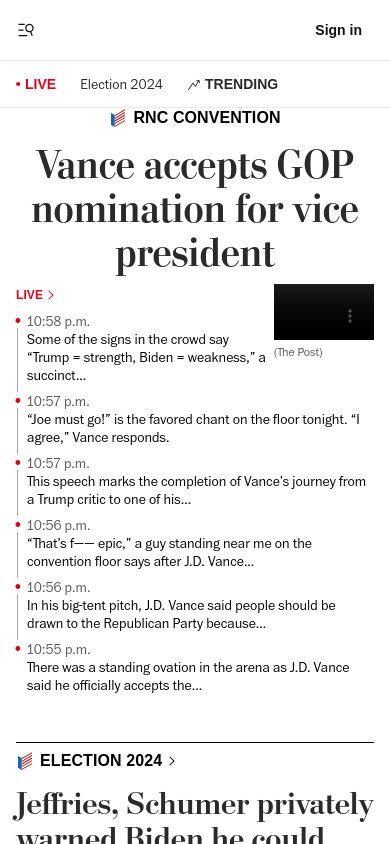 Sign in
LIVE
Election 2024
TRENDING
RNC CONVENTION
Vance accepts GOP
nomination for vice
president
LIVE
(The Post)
10:58 p.m.
Some of the signs in the crowd say
“Trump = strength, Biden = weakness,” a
succinct...
10:57 p.m.
“Joe must go!” is the favored chant on the floor tonight. “I
agree,” Vance responds.
10:57 p.m.
This speech marks the completion of Vance’s journey from
a Trump critic to one of his...
10:56 p.m.
“That’s f—— epic,” a guy standing near me on the
convention floor says after J.D. Vance...
10:56 p.m.
In his big-tent pitch, J.D. Vance said people should be
drawn to the Republican Party because...
10:55 p.m.
There was a standing ovation in the arena as J.D. Vance
said he officially accepts the...
ELECTION 2024
Jeffries, Schumer privately
warned Biden he could